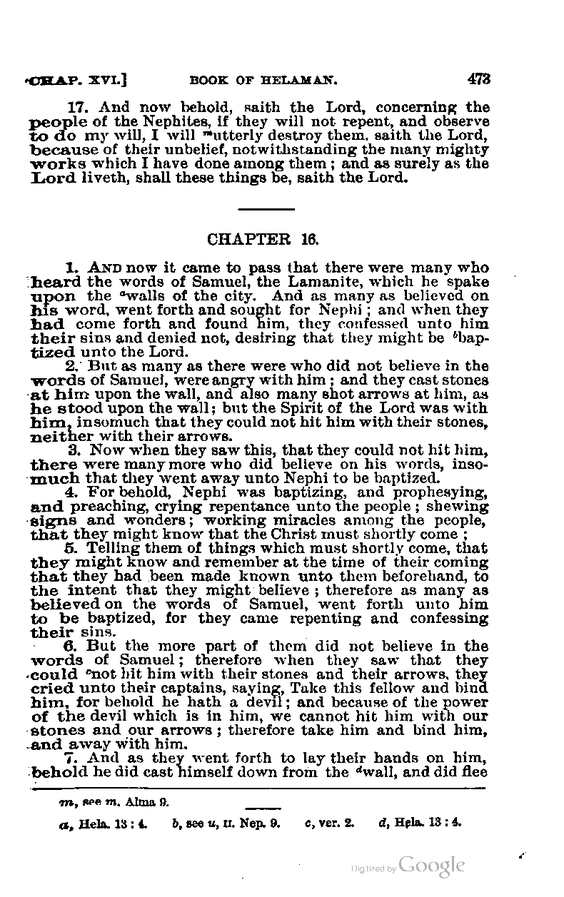 CHAP. XVI.] BOOK OF HELAMAN. 473
17. And now behold, saith the Lord, concerning the
people of the Nephites, if they will not repent, and observe
to do my will, I will ᵐutterly destroy them, saith the Lord,
because of their unbelief, notwithstanding the many mighty
works which I have done among them; and as surely as the
Lord liveth, shall these things be, saith the Lord.
CHAPTER 16.
1. AND now it came to pass that there were many who
heard the words of Samuel, the Lamanite, which he spake
upon the ᵃwalls of the city. And as many as believed on
his word, went forth and sought for Nephi; and when they
had come forth and found him, they confessed unto him
their sins and denied not, desiring that they might be ᵇbap-
tized unto the Lord.
2. But as many as there were who did not believe in the
words of Samuel, were angry with him; and they cast stones
at him upon the wall, and also many shot arrows at him, as
he stood upon the wall; but the Spirit of the Lord was with
him, insomuch that they could not hit him with their stones,
neither with their arrows.
3. Now when they saw this, that they could not hit him,
there were many more who did believe on his words, inso-
much that they went away unto Nephi to be baptized.
4. For behold, Nephi was baptizing, and prophesying,
and preaching, crying repentance unto the people; shewing
signs and wonders; working miracles among the people,
that they might know that the Christ must shortly come;
5. Telling them of things which must shortly come, that
they might know and remember at the time of their coming
that they had been made known unto them beforehand, to
the intent that they might believe; therefore as many as
believed on the words of Samuel, went forth unto him
to be baptized, for they came repenting and confessing
their sins.
6. But the more part of them did not believe in the
words of Samuel; therefore when they saw that they
could ᶜnot hit him with their stones and their arrows, they
cried unto their captains, saying, Take this fellow and bind
him, for behold he hath a devil; and because of the power
of the devil which is in him, we cannot hit him with our
stones and our arrows; therefore take him and bind him,
and away with him.
7. And as they went forth to lay their hands on him,
behold he did cast himself down from the ᵈwall, and did flee
m, see m. Alma 9.
a, Hela. 13:4. b, see u, II. Nep. 9. c, ver. 2. d, Hela. 13:4.
Digitized by Google